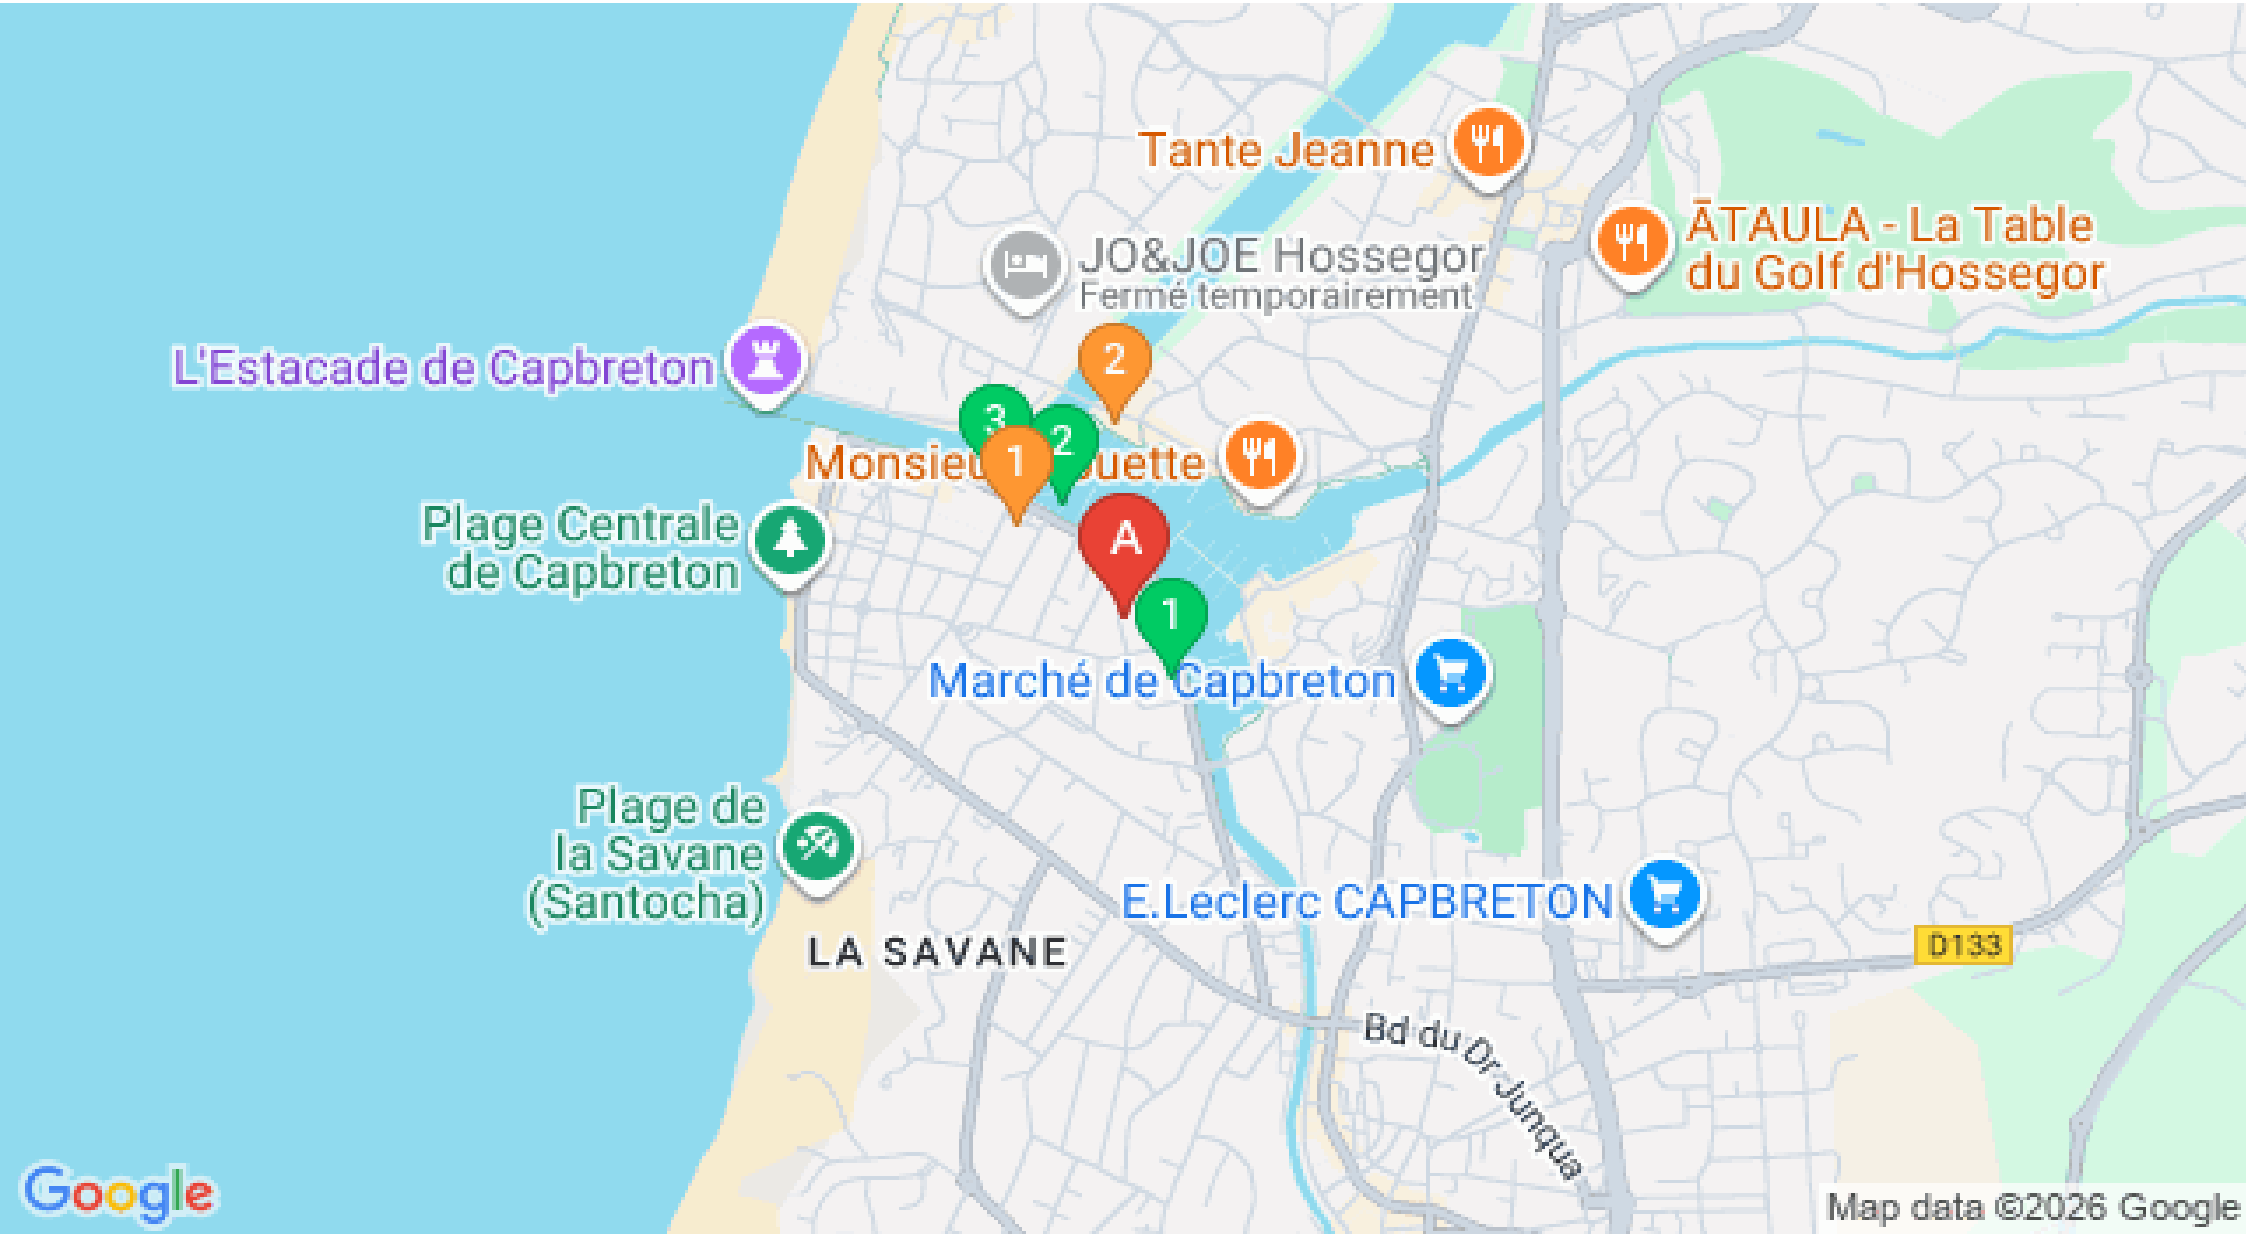 Tante Jeanne
ĀTAULA - La Table
du Golf d'Hossegor
JO&JOE Hossegor
Fermé temporairement
L'Estacade de Capbreton
2
3
2
1
Monsieu
uette
A
Plage Centrale
de Capbreton
1
Marché de Capbreton
Plage de
la Savane
(Santocha)
E.Leclerc CAPBRETON
LA SAVANE
D133
Bd du Dr Junqua
Google
Map data ©2026 Google